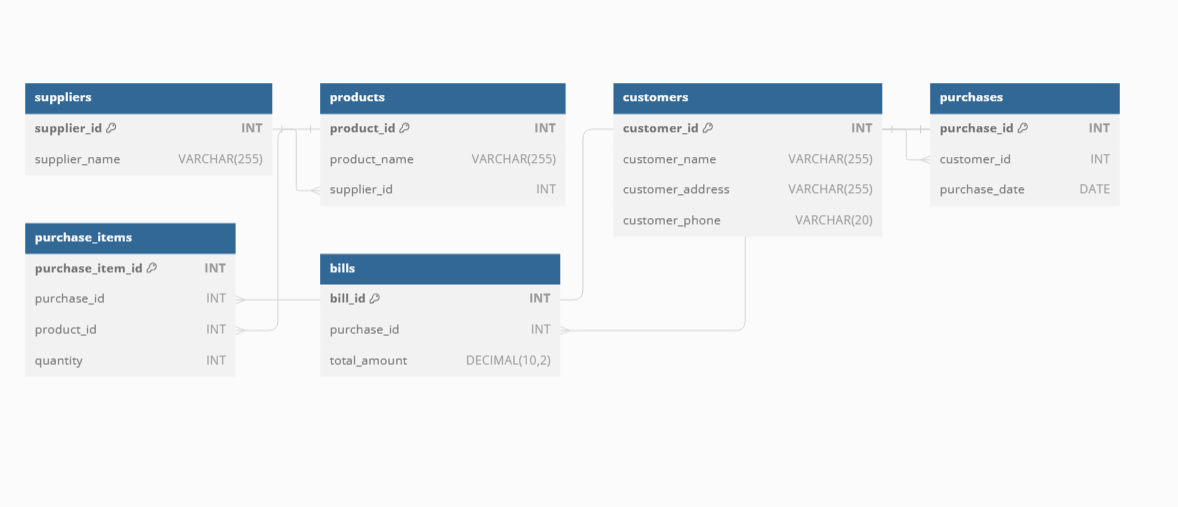 suppliers
supplier_id INT
supplier_name VARCHAR(255)
products
product_id INT
product_name VARCHAR(255)
supplier_id INT
customers
customer_id INT
customer_name VARCHAR(255)
customer_address VARCHAR(255)
customer_phone VARCHAR(20)
purchases
purchase_id INT
customer_id INT
purchase_date DATE
purchase_items
purchase_item_id INT
purchase_id INT
product_id INT
quantity INT
bills
bill_id INT
purchase_id INT
total_amount DECIMAL(10,2)